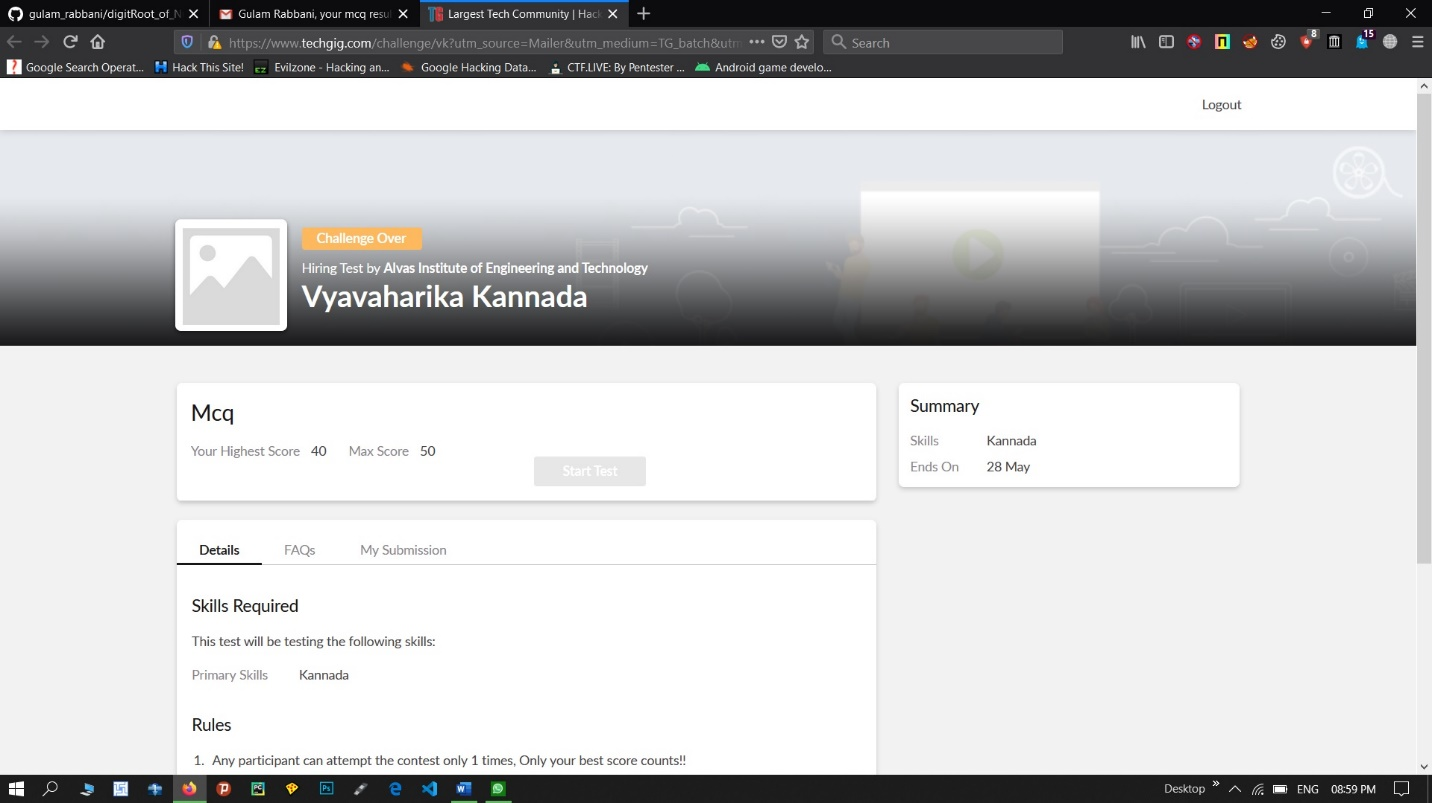 gulam_rabbani/digitRoot_of_N
Gulam Rabbani, your mcq resul
Largest Tech Community | Hack
https://www.techgig.com/challenge/vk?utm_source=Mailer&utm_medium=TG_batch&utm
Search
8
15
Google Search Operat...
Hack This Site!
Evilzone - Hacking an...
Google Hacking Data...
CTF.LIVE: By Pentester ...
Android game develo...
Logout
Challenge Over
Hiring Test by Alvas Institute of Engineering and Technology
Vyavaharika Kannada
Mcq
Your Highest Score 40 Max Score 50
Start Test
Summary
Skills Kannada
Ends On 28 May
Details FAQs My Submission
Skills Required
This test will be testing the following skills:
Primary Skills Kannada
Rules
1. Any participant can attempt the contest only 1 times, Only your best score counts!!
Desktop
ENG
08:59 PM